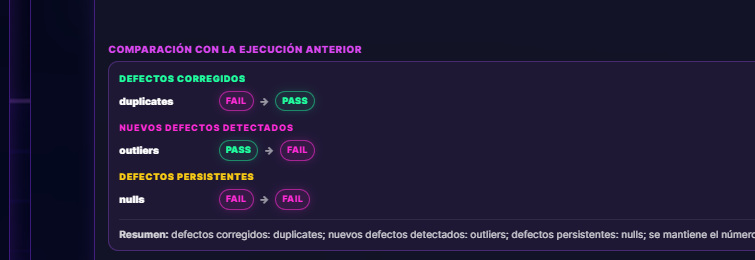 COMPARACIÓN CON LA EJECUCIÓN ANTERIOR
DEFECTOS CORREGIDOS
duplicates FAIL → PASS
NUEVOS DEFECTOS DETECTADOS
outliers PASS → FAIL
DEFECTOS PERSISTENTES
nulls FAIL → FAIL
Resumen: defectos corregidos: duplicates; nuevos defectos detectados: outliers; defectos persistentes: nulls; se mantiene el número